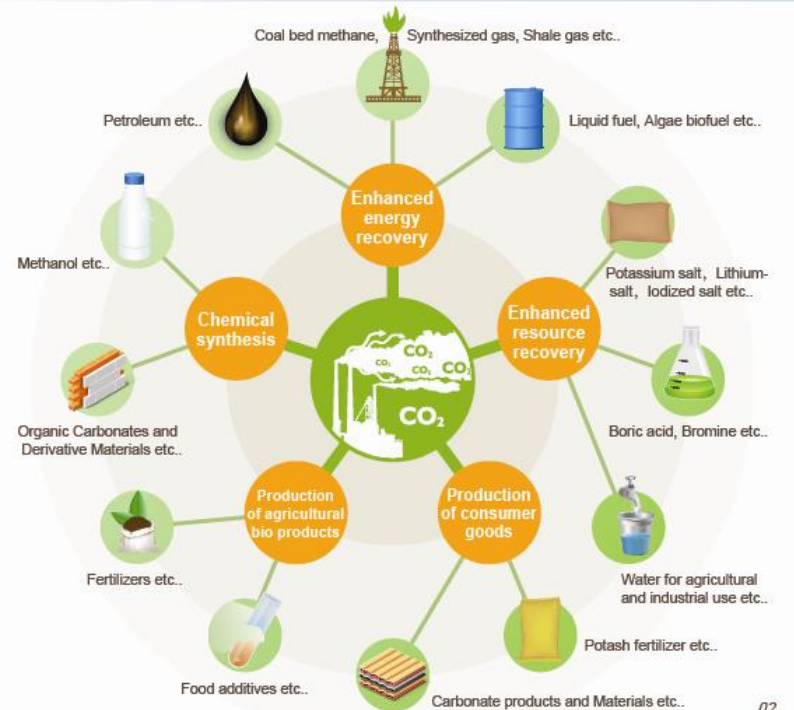 Coal bed methane,
Synthesized gas, Shale gas etc..
Petroleum etc..
Liquid fuel, Algae biofuel etc..
Enhanced
energy
recovery
Methanol etc..
Potassium salt，Lithium-
salt，Iodized salt etc..
Chemical
synthesis
Enhanced
resource
recovery
CO₂
CO₂
CO₂
CO₂
CO₂
Organic Carbonates and
Derivative Materials etc..
Boric acid, Bromine etc..
Production
of agricultural
bio products
Production
of consumer
goods
Fertilizers etc..
Water for agricultural
and industrial use etc..
Potash fertilizer etc..
Food additives etc..
Carbonate products and Materials etc..
02